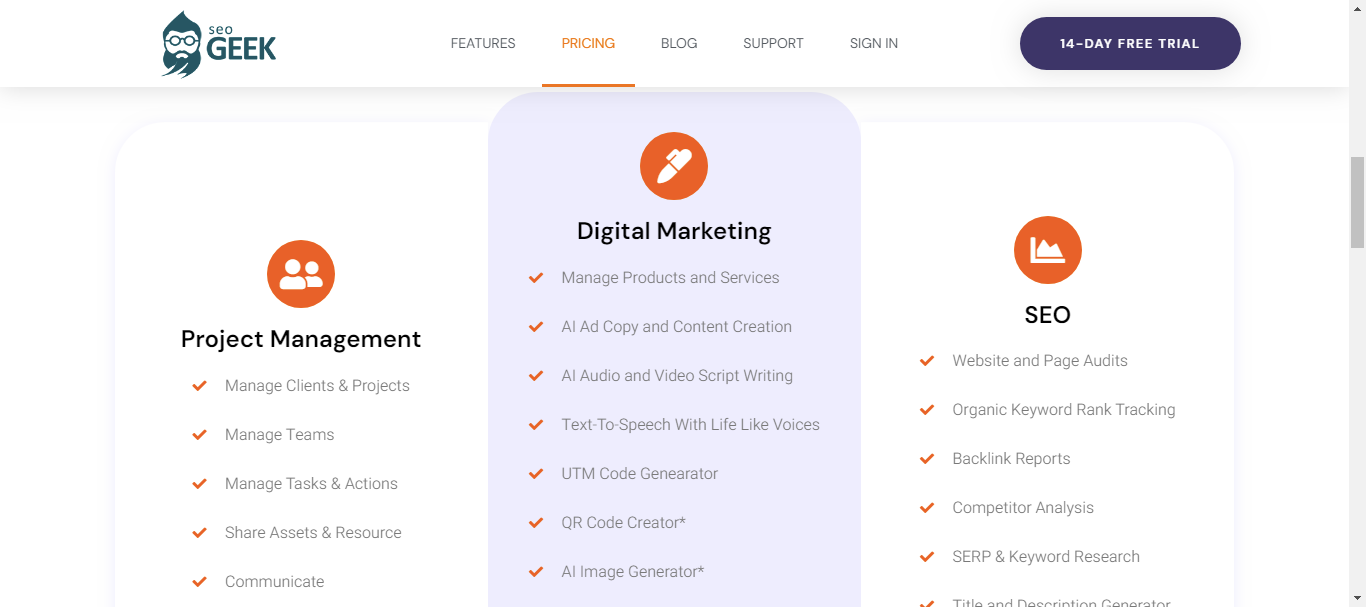 seo
GEEK
FEATURES
PRICING
BLOG
SUPPORT
SIGN IN
14-DAY FREE TRIAL
Project Management
Manage Clients & Projects
Manage Teams
Manage Tasks & Actions
Share Assets & Resource
Communicate
Digital Marketing
Manage Products and Services
AI Ad Copy and Content Creation
AI Audio and Video Script Writing
Text-To-Speech With Life Like Voices
UTM Code Genearator
QR Code Creator*
AI Image Generator*
SEO
Website and Page Audits
Organic Keyword Rank Tracking
Backlink Reports
Competitor Analysis
SERP & Keyword Research
Title and Description Generator